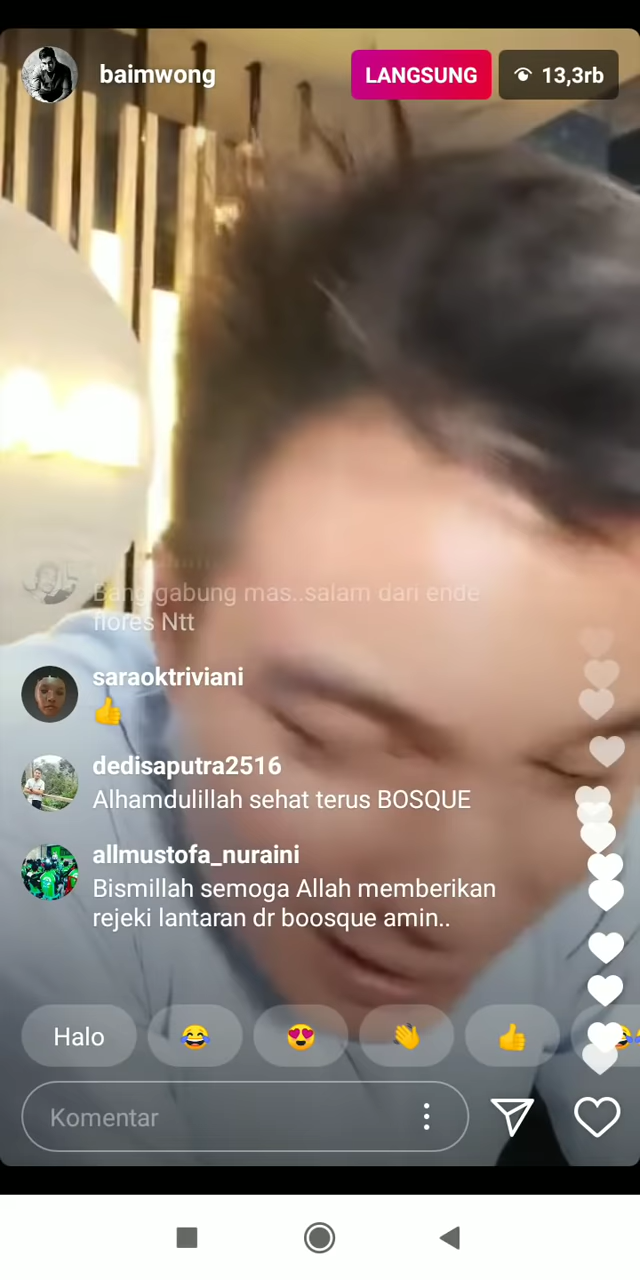 baimwong
LANGSUNG
13,3rb
Bang gabung mas..salam dari ende
flores Ntt
saraoktriviani
dedisaputra2516
Alhamdulillah sehat terus BOSQUE
allmustofa_nuraini
Bismillah semoga Allah memberikan
rejeki lantaran dr boosque amin..
Halo
Komentar